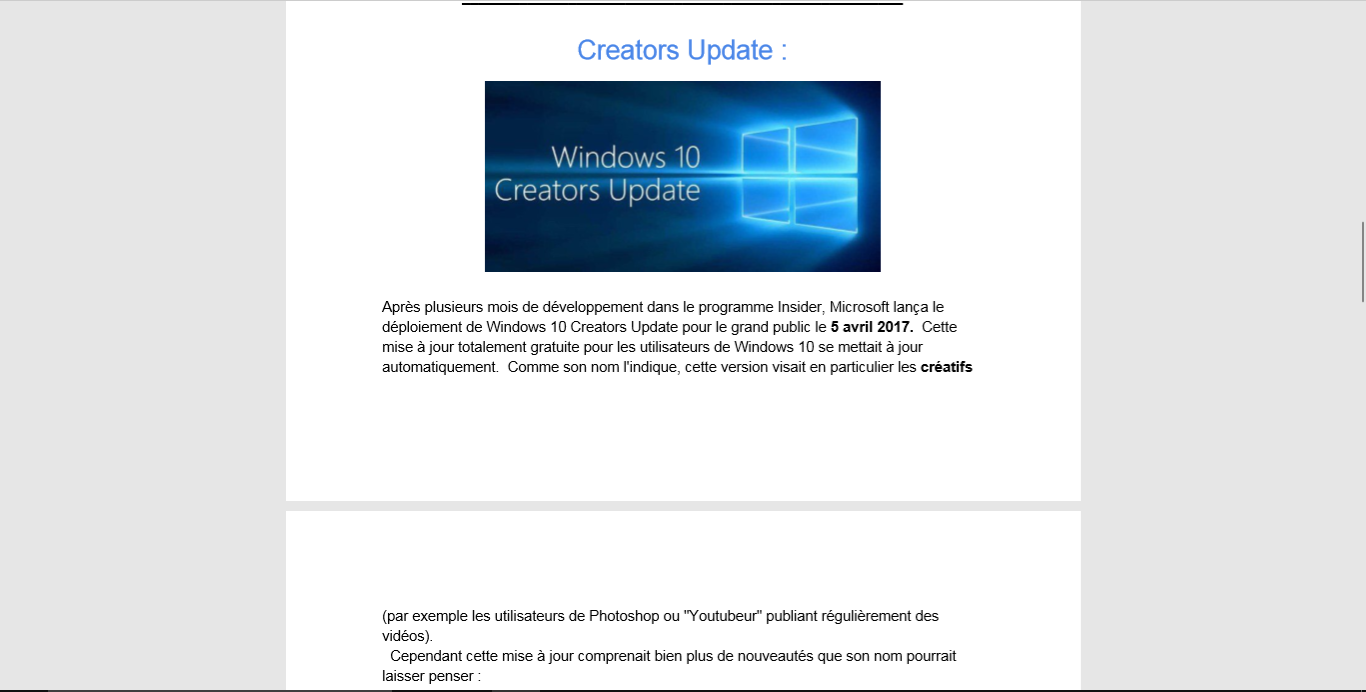 Creators Update :
Windows 10
Creators Update
Après plusieurs mois de développement dans le programme Insider, Microsoft lança le
déploiement de Windows 10 Creators Update pour le grand public le 5 avril 2017.  Cette
mise à jour totalement gratuite pour les utilisateurs de Windows 10 se mettait à jour
automatiquement.  Comme son nom l'indique, cette version visait en particulier les créatifs
(par exemple les utilisateurs de Photoshop ou "Youtubeur" publiant régulièrement des
vidéos).
Cependant cette mise à jour comprenait bien plus de nouveautés que son nom pourrait
laisser penser :